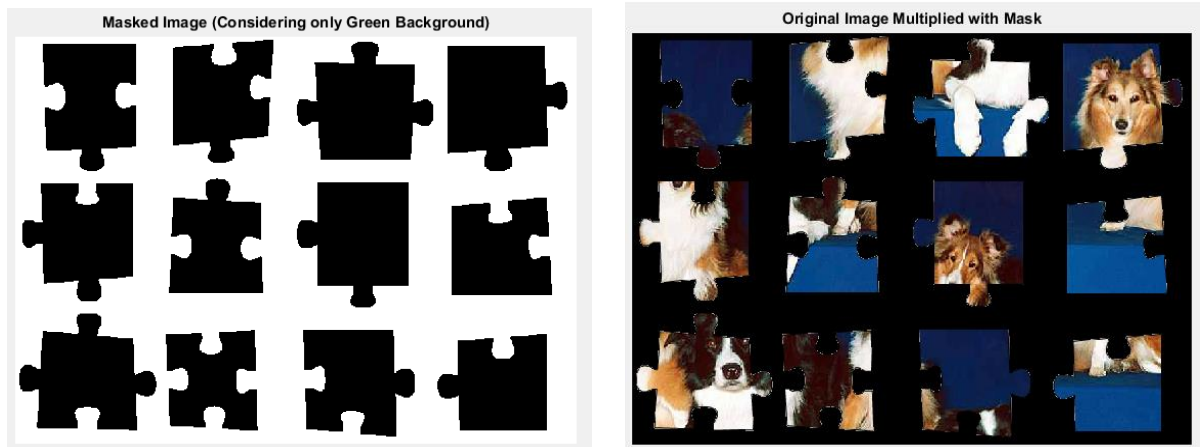 Masked Image (Considering only Green Background)
Original Image Multiplied with Mask